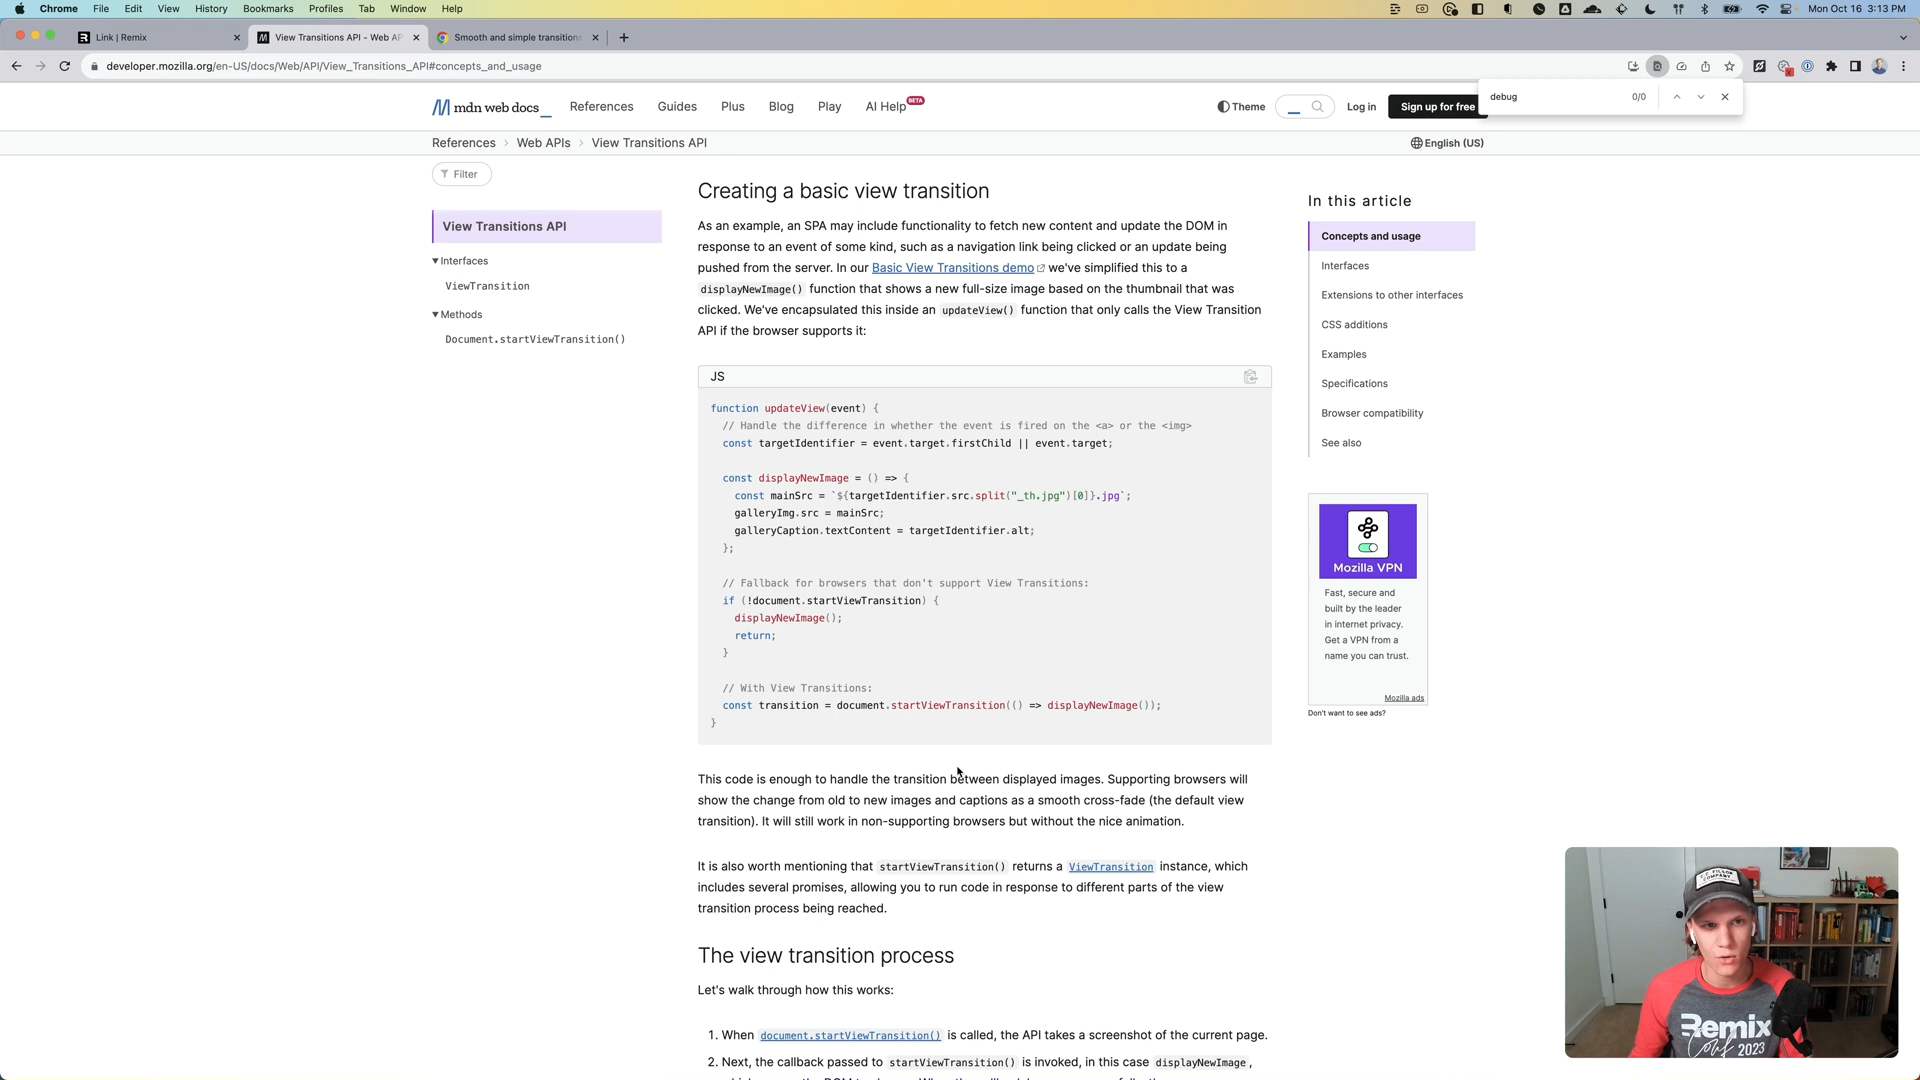 Chrome File Edit View History Bookmarks Profiles Tab Window Help
Mon Oct 16 3:13 PM
Link | Remix
View Transitions API - Web AP
Smooth and simple transitions
developer.mozilla.org/en-US/docs/Web/API/View_Transitions_API#concepts_and_usage
debug 0/0
mdn web docs_
References Guides Plus Blog Play AI Help BETA
Theme
Log in
Sign up for free
References > Web APIs > View Transitions API
English (US)
Filter
View Transitions API
Interfaces
ViewTransition
Methods
Document.startViewTransition()
Creating a basic view transition
As an example, an SPA may include functionality to fetch new content and update the DOM in
response to an event of some kind, such as a navigation link being clicked or an update being
pushed from the server. In our Basic View Transitions demo we've simplified this to a
displayNewImage() function that shows a new full-size image based on the thumbnail that was
clicked. We've encapsulated this inside an updateView() function that only calls the View Transition
API if the browser supports it:
JS
function updateView(event) {
// Handle the difference in whether the event is fired on the <a> or the <img>
const targetIdentifier = event.target.firstChild || event.target;
const displayNewImage = () => {
const mainSrc = `${targetIdentifier.src.split("_th.jpg")[0]}.jpg`;
galleryImg.src = mainSrc;
galleryCaption.textContent = targetIdentifier.alt;
};
// Fallback for browsers that don't support View Transitions:
if (!document.startViewTransition) {
displayNewImage();
return;
}
// With View Transitions:
const transition = document.startViewTransition(() => displayNewImage());
}
This code is enough to handle the transition between displayed images. Supporting browsers will
show the change from old to new images and captions as a smooth cross-fade (the default view
transition). It will still work in non-supporting browsers but without the nice animation.
It is also worth mentioning that startViewTransition() returns a ViewTransition instance, which
includes several promises, allowing you to run code in response to different parts of the view
transition process being reached.
The view transition process
Let's walk through how this works:
1. When document.startViewTransition() is called, the API takes a screenshot of the current page.
2. Next, the callback passed to startViewTransition() is invoked, in this case displayNewImage,
In this article
Concepts and usage
Interfaces
Extensions to other interfaces
CSS additions
Examples
Specifications
Browser compatibility
See also
Mozilla VPN
Fast, secure and
built by the leader
in internet privacy.
Get a VPN from a
name you can trust.
Mozilla ads
Don't want to see ads?
Remix
Conf 2023